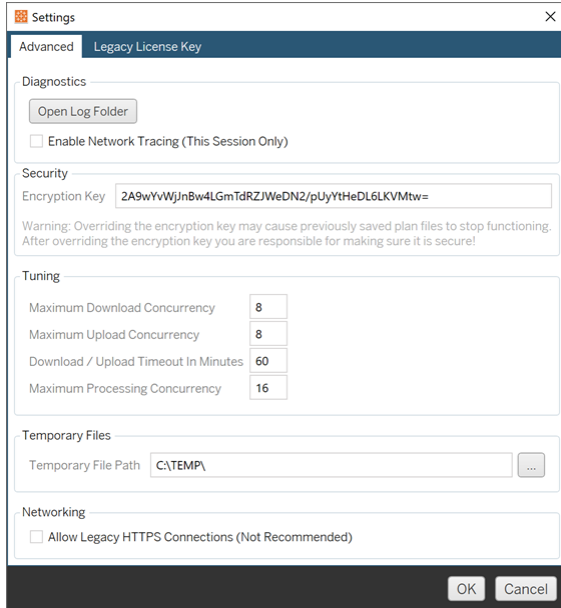 Settings
Advanced
Legacy License Key
Diagnostics
Open Log Folder
Enable Network Tracing (This Session Only)
Security
Encryption Key
2A9wYvWjJnBw4LGmTdRZJWeDN2/pUyYtHeDL6LKVMtw=
Warning: Overriding the encryption key may cause previously saved plan files to stop functioning.
After overriding the encryption key you are responsible for making sure it is secure!
Tuning
Maximum Download Concurrency 8
Maximum Upload Concurrency 8
Download / Upload Timeout In Minutes 60
Maximum Processing Concurrency 16
Temporary Files
Temporary File Path C:\TEMP\ ...
Networking
Allow Legacy HTTPS Connections (Not Recommended)
OK Cancel